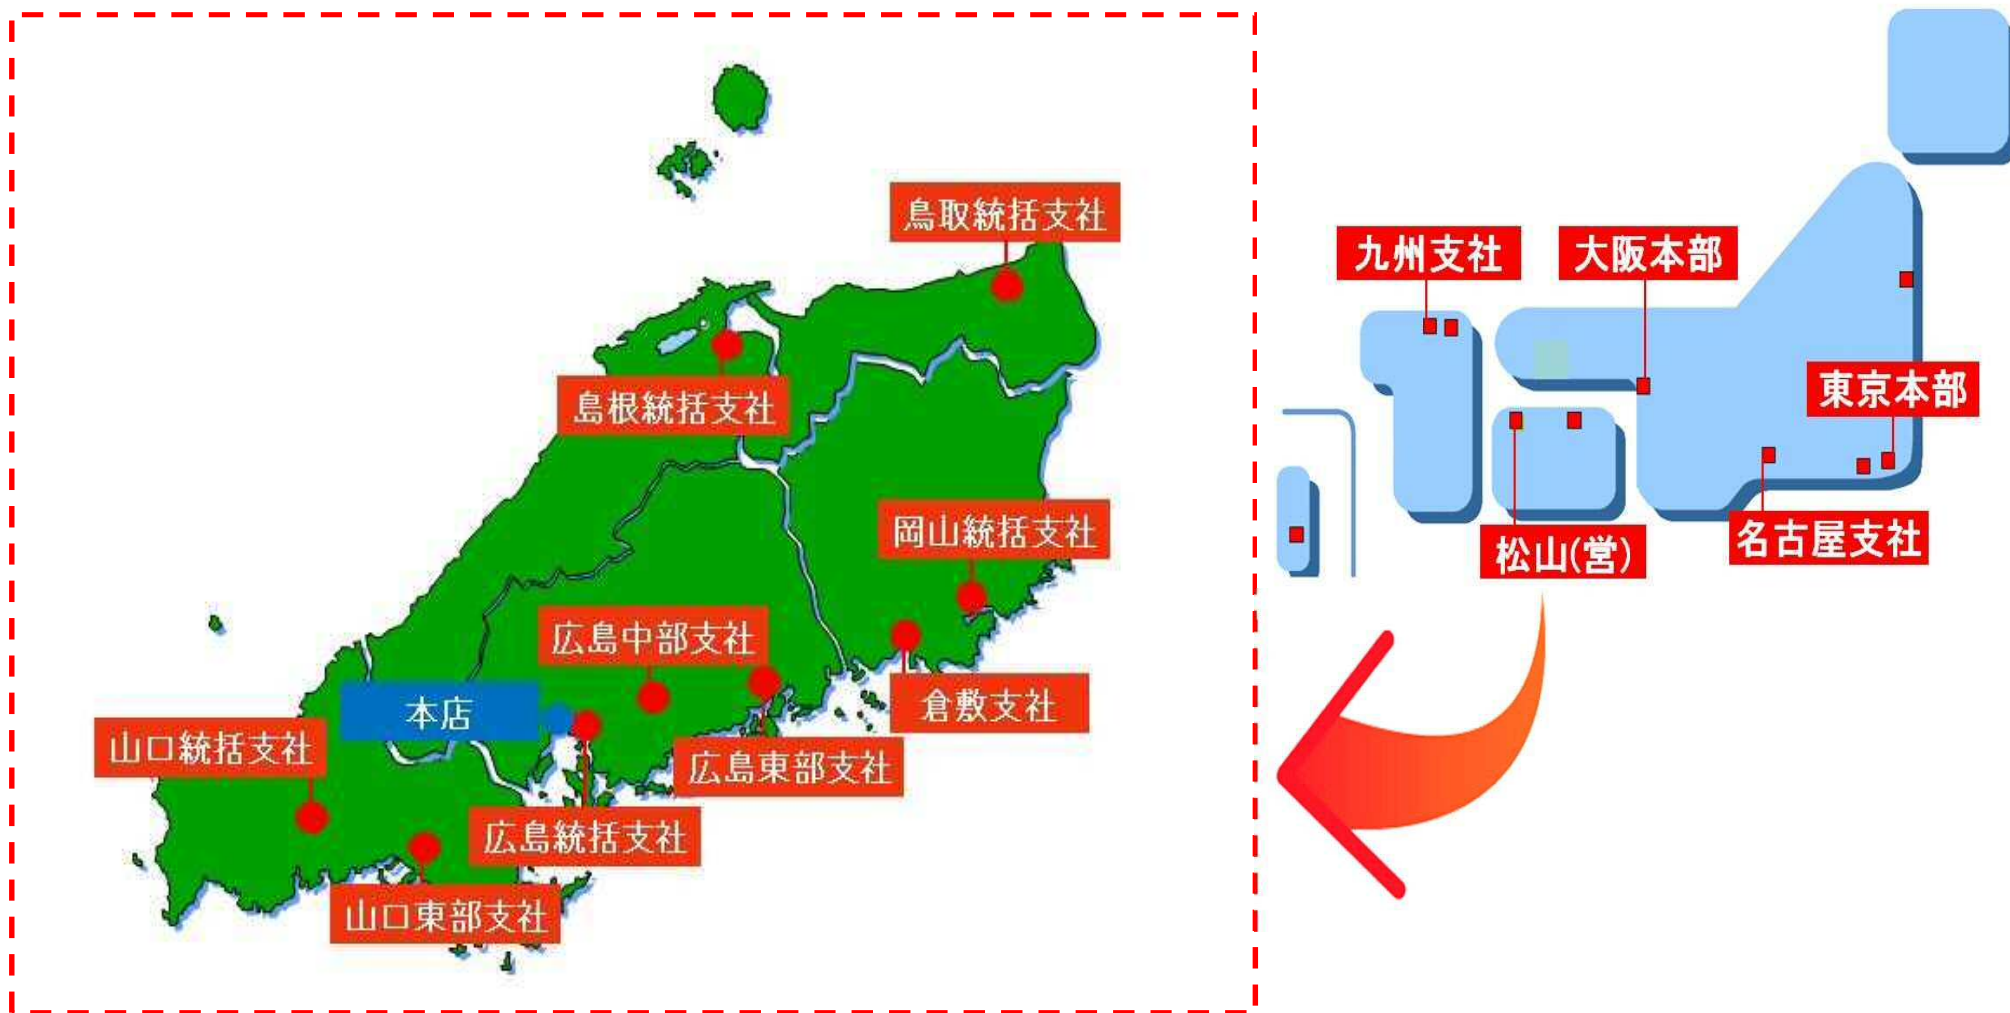 鳥取統括支社
島根統括支社
岡山統括支社
広島中部支社
倉敷支社
本店
山口統括支社
広島東部支社
広島統括支社
山口東部支社
九州支社
大阪本部
東京本部
名古屋支社
松山(営)